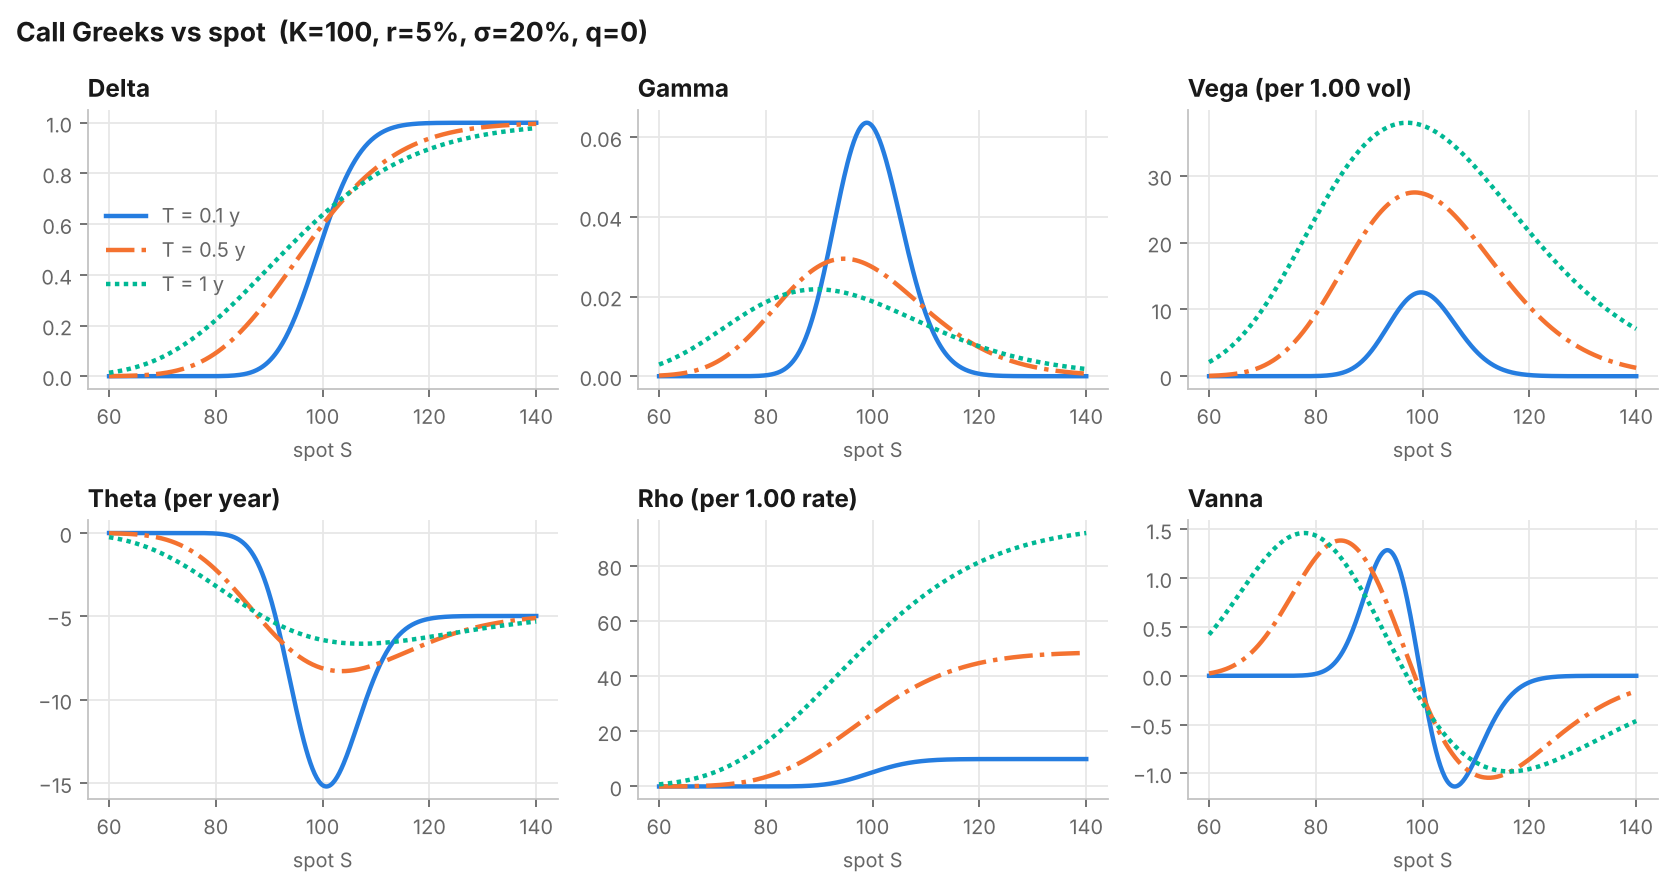 Call Greeks vs spot (K=100, r=5%, σ=20%, q=0)
Delta
1.0
0.8
0.6
0.4
0.2
0.0
T = 0.1 y
T = 0.5 y
T = 1 y
60 80 100 120 140
spot S
Gamma
0.06
0.04
0.02
0.00
60 80 100 120 140
spot S
Vega (per 1.00 vol)
30
20
10
0
60 80 100 120 140
spot S
Theta (per year)
0
−5
−10
−15
60 80 100 120 140
spot S
Rho (per 1.00 rate)
80
60
40
20
0
60 80 100 120 140
spot S
Vanna
1.5
1.0
0.5
0.0
−0.5
−1.0
60 80 100 120 140
spot S